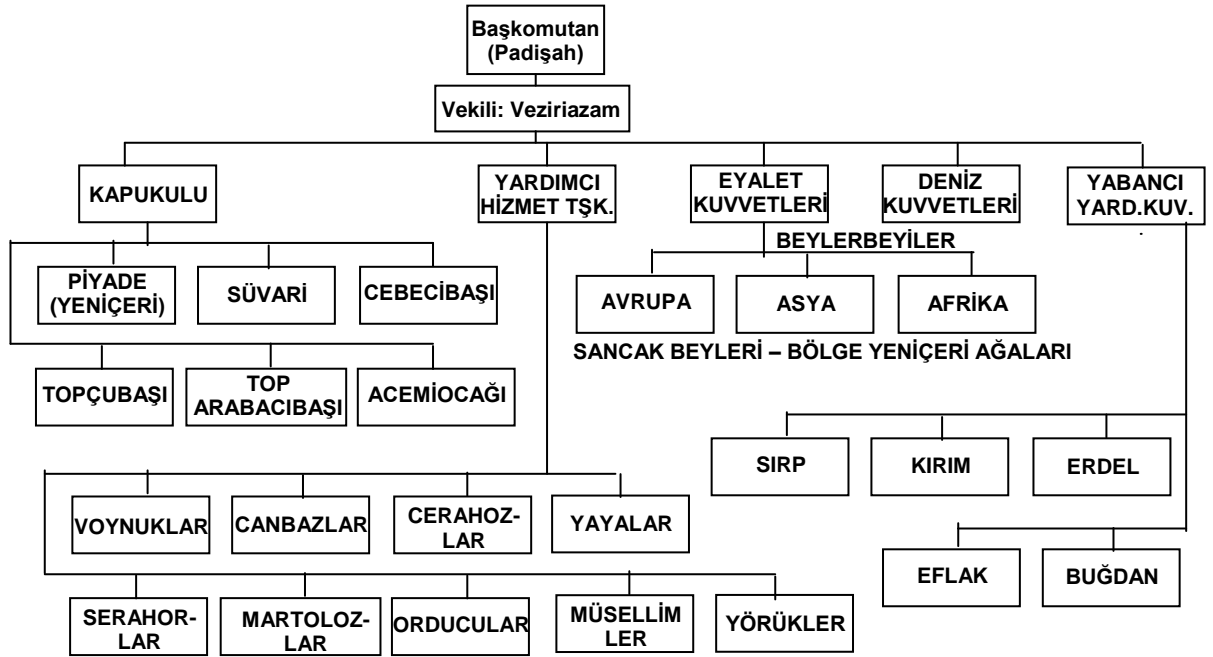 Başkomutan
(Padişah)
Vekili: Veziriazam
KAPUKULU
YARDIMCI
HİZMET TŞK.
EYALET
KUVVETLERİ
DENİZ
KUVVETLERİ
YABANCI
YARD.KUV.
.
BEYLERBEYİLER
PİYADE
(YENİÇERİ)
SÜVARİ
CEBECİBAŞI
AVRUPA
ASYA
AFRİKA
SANCAK BEYLERİ – BÖLGE YENİÇERİ AĞALARI
TOPÇUBAŞI
TOP
ARABACIBAŞI
ACEMİOCAĞI
SIRP
KIRIM
ERDEL
VOYNUKLAR
CANBAZLAR
CERAHOZ-
LAR
YAYALAR
EFLAK
BUĞDAN
SERAHOR-
LAR
MARTOLOZ-
LAR
ORDUCULAR
MÜSELLİM
LER
YÖRÜKLER